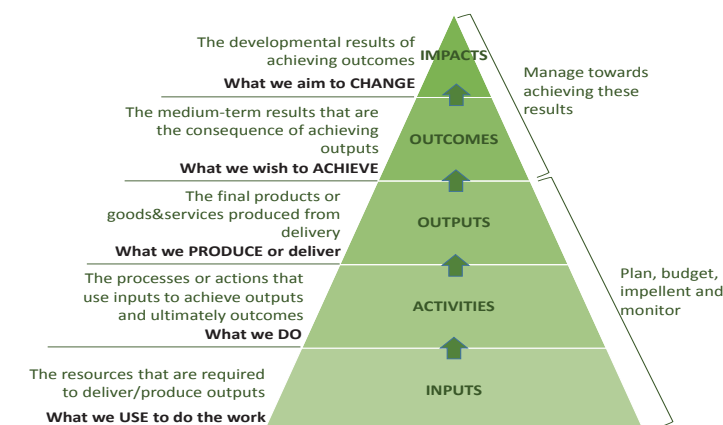 The developmental results of
achieving outcomes
What we aim to CHANGE
IMPACTS
Manage towards
achieving these
results
The medium-term results that are
the consequence of achieving
outputs
What we wish to ACHIEVE
OUTCOMES
The final products or
goods&services produced from
delivery
What we PRODUCE or deliver
OUTPUTS
The processes or actions that
use inputs to achieve outputs
and ultimately outcomes
What we DO
ACTIVITIES
Plan, budget,
impellent and
monitor
The resources that are required
to deliver/produce outputs
What we USE to do the work
INPUTS